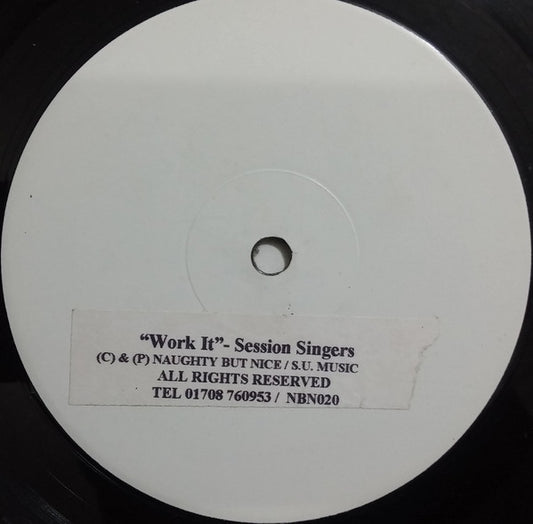 “Work It”- Session Singers
(C) & (P) NAUGHTY BUT NICE / S.U. MUSIC
ALL RIGHTS RESERVED
TEL 01708 760953 / NBN020